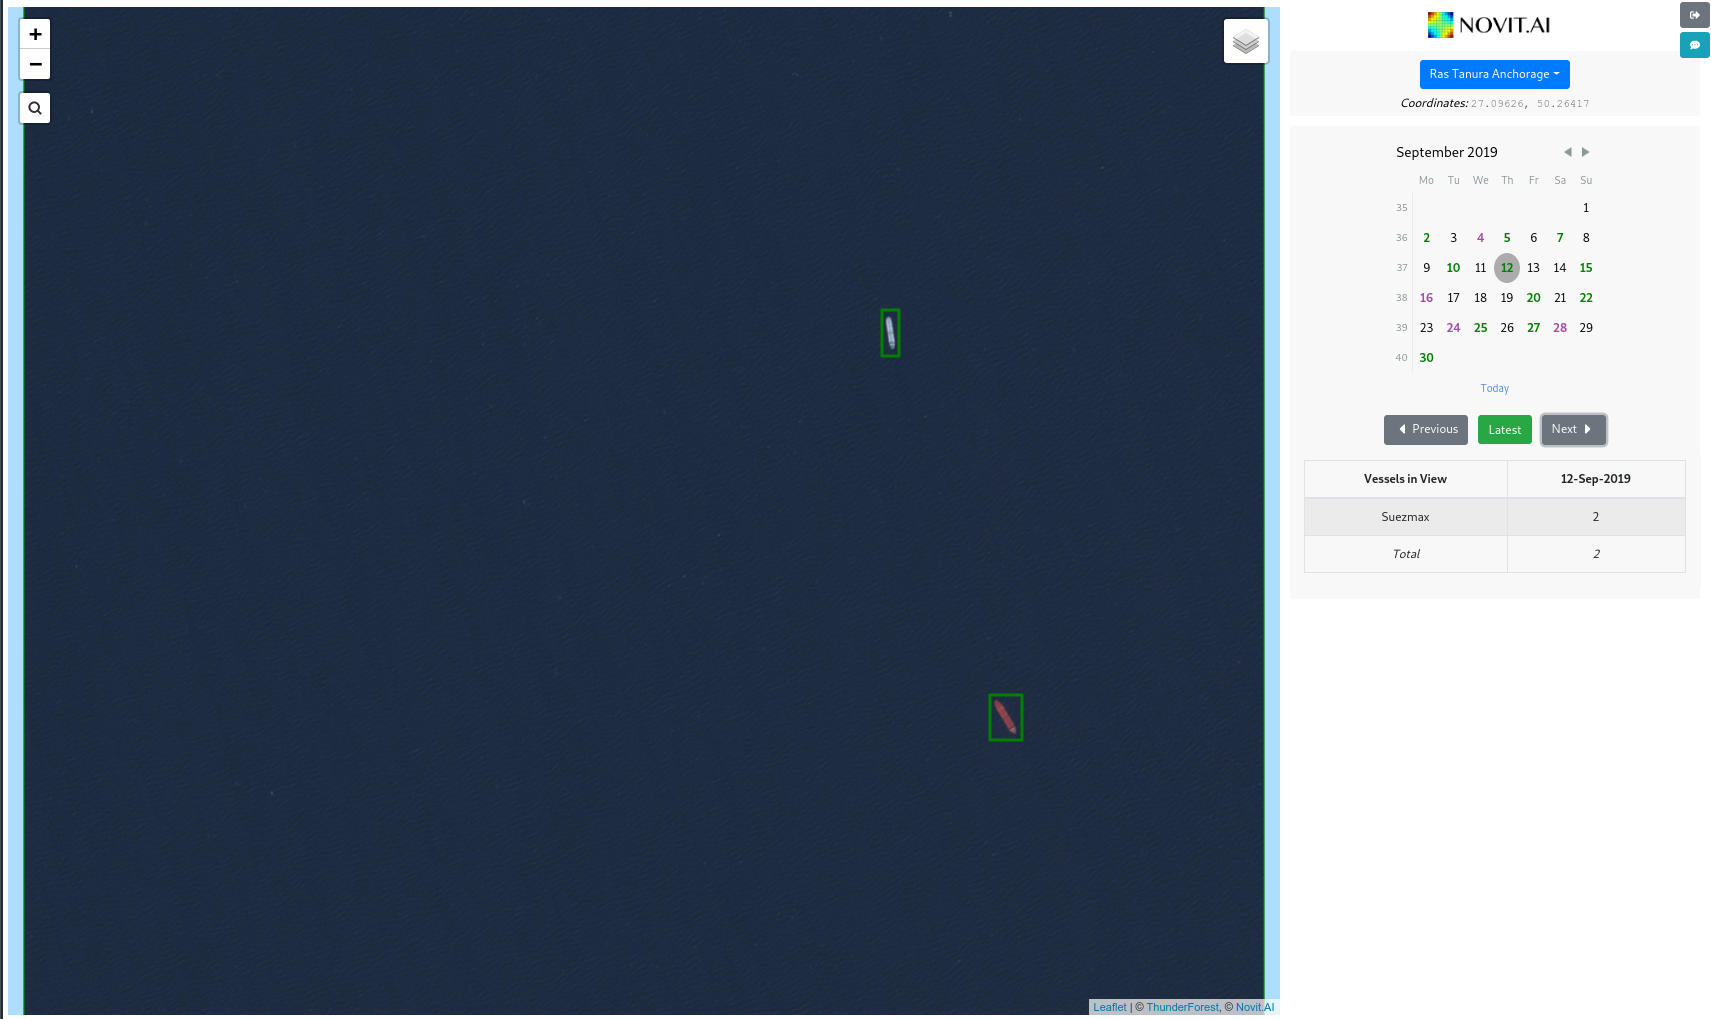 +
−
NOVIT.AI
Ras Tanura Anchorage
Coordinates: 27.09626, 50.26417
September 2019
Mo Tu We Th Fr Sa Su
35 1
36 2 3 4 5 6 7 8
37 9 10 11 12 13 14 15
38 16 17 18 19 20 21 22
39 23 24 25 26 27 28 29
40 30
Today
Previous Latest Next
Vessels in View 12-Sep-2019
Suezmax 2
Total 2
Leaflet | © ThunderForest, © Novit.AI